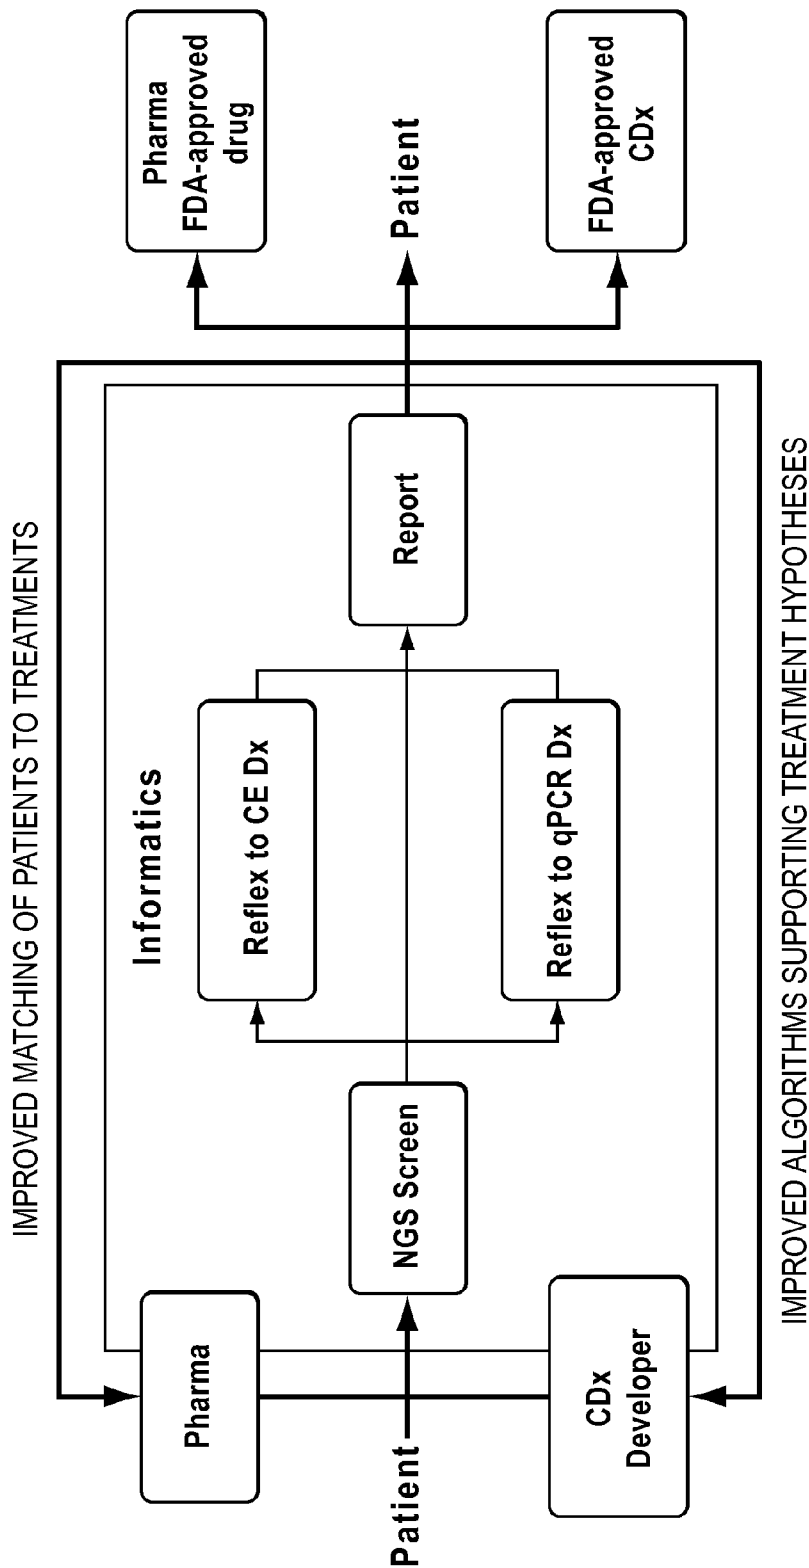 IMPROVED MATCHING OF PATIENTS TO TREATMENTS
Pharma
Patient
CDx
Developer
NGS Screen
Informatics
Reflex to CE Dx
Reflex to qPCR Dx
Report
Pharma
FDA-approved
drug
Patient
FDA-approved
CDx
IMPROVED ALGORITHMS SUPPORTING TREATMENT HYPOTHESES